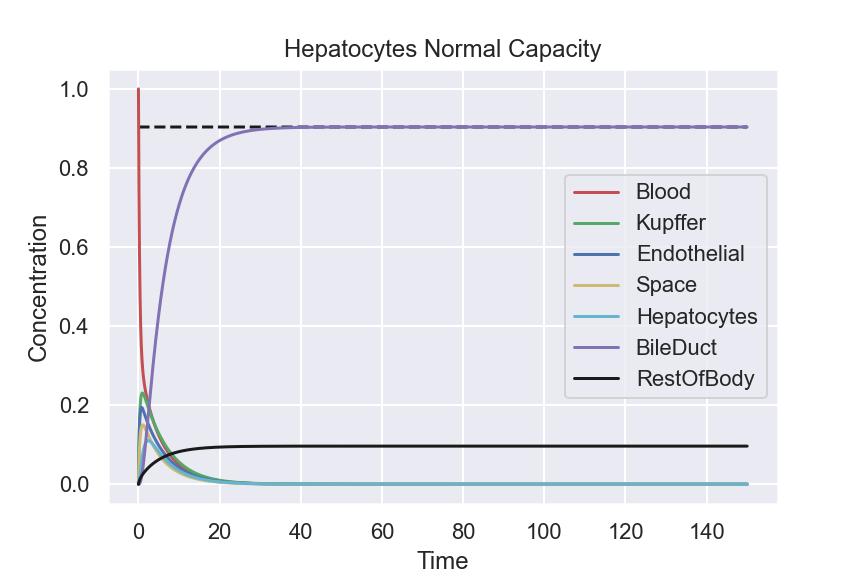 Hepatocytes Normal Capacity
Concentration
1.0
0.8
0.6
0.4
0.2
0.0
Blood
Kupffer
Endothelial
Space
Hepatocytes
BileDuct
RestOfBody
0 20 40 60 80 100 120 140
Time